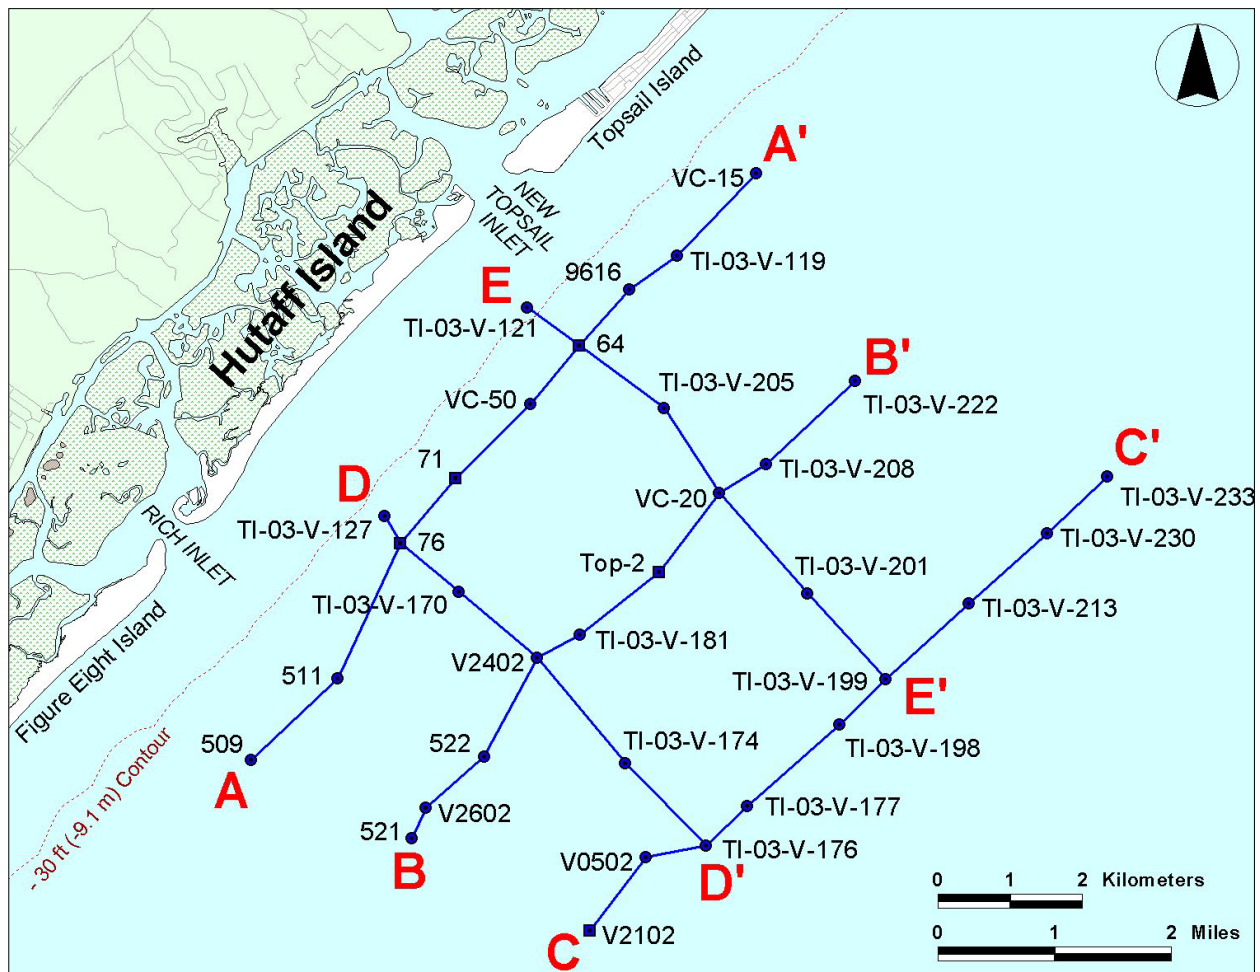 Topsail Island
A'
VC-15
NEW
TOPSAIL
INLET
TI-03-V-119
9616
Hutaff Island
E
TI-03-V-121
64
B'
VC-50
TI-03-V-205
TI-03-V-222
71
TI-03-V-208
C'
D
VC-20
TI-03-V-233
TI-03-V-127
RICH INLET
76
TI-03-V-230
Top-2
TI-03-V-201
TI-03-V-170
TI-03-V-213
TI-03-V-181
Figure Eight Island
V2402
511
TI-03-V-199
E'
509
522
TI-03-V-174
TI-03-V-198
A
- 30 ft (-9.1 m) Contour
V2602
TI-03-V-177
521
B
V0502
TI-03-V-176
D'
C
V2102
0 1 2 Kilometers
0 1 2 Miles